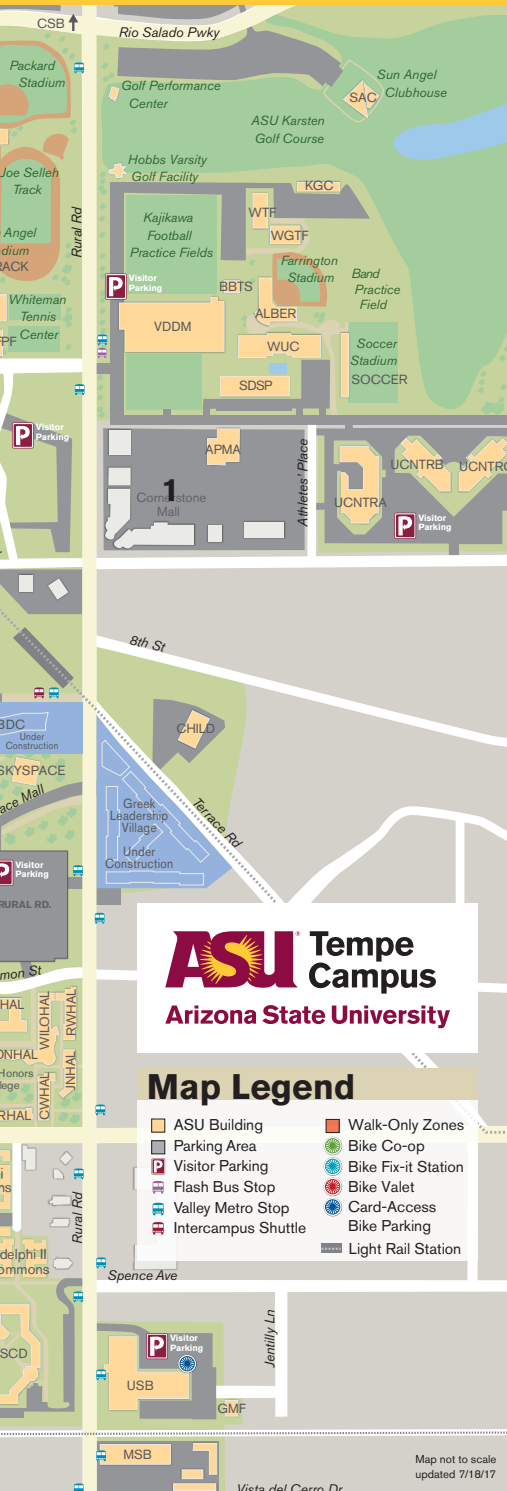 CSB
Rio Salado Pwky
Packard
Stadium
Golf Performance
Center
Sun Angel
Clubhouse
SAC
ASU Karsten
Golf Course
Hobbs Varsity
Golf Facility
Joe Selleh
Track
KGC
Rural Rd
Kajikawa
Football
Practice Fields
WTF
WGTF
Angel
dium
RACK
Farrington
Stadium
Band
Practice
Field
P Visitor
Parking
BBTS
Whiteman
Tennis
Center
ALBER
VDDM
WUC
Soccer
Stadium
SOCCER
SDSP
P Visitor
Parking
APMA
Athletes' Place
UCNTRB
UCNTRC
1
Cornerstone
Mall
UCNTRA
P Visitor
Parking
8th St
BDC
Under
Construction
CHILD
SKYSPACE
ace Mall
Greek
Leadership
Village
Under
Construction
Terrace Rd
P Visitor
Parking
RURAL RD.
ASU Tempe
Campus
Arizona State University
mon St
HAL
WILOHAL
RWHAL
ONHAL
Honors
lege
CWHAL
JNHAL
RHAL
Map Legend
ASU Building
Parking Area
P Visitor Parking
Flash Bus Stop
Valley Metro Stop
Intercampus Shuttle
Walk-Only Zones
Bike Co-op
Bike Fix-it Station
Bike Valet
Card-Access
Bike Parking
Light Rail Station
Rural Rd
delphi II
ommons
Spence Ave
Jentilly Ln
P Visitor
Parking
SCD
USB
GMF
MSB
Map not to scale
updated 7/18/17
Vista del Cerro Dr